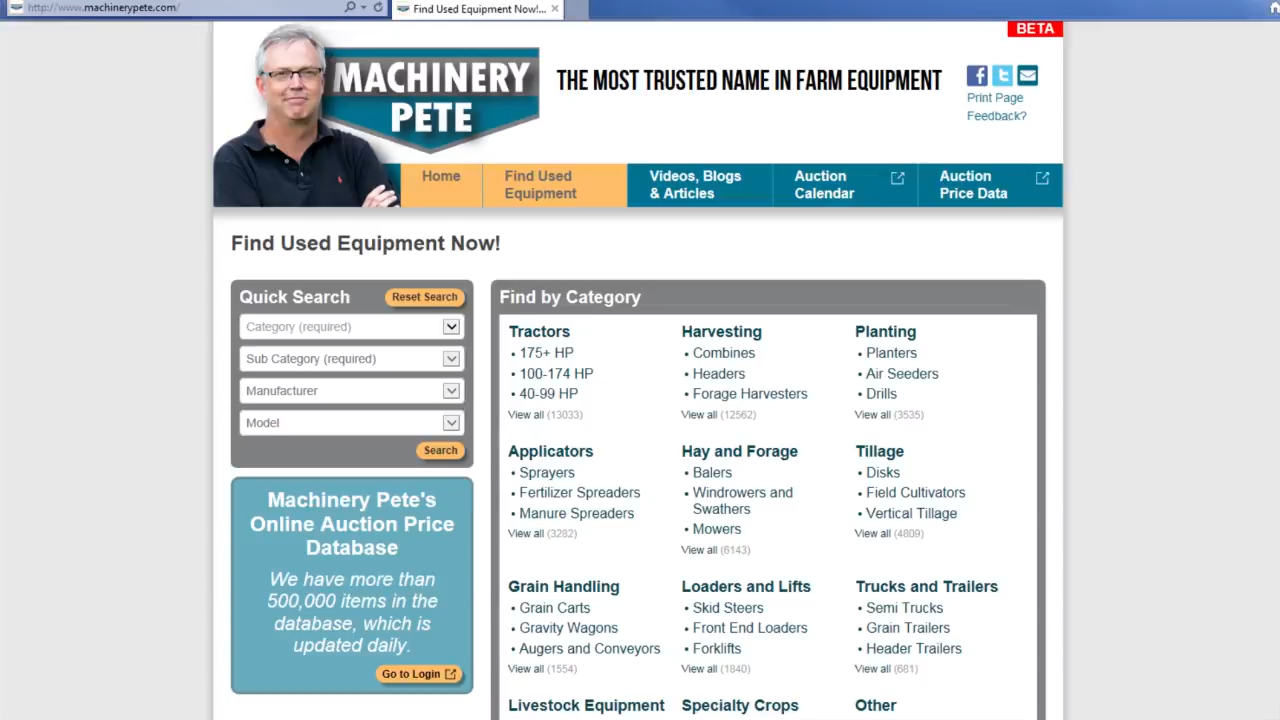 http://www.machinerypete.com/
Find Used Equipment Now!...
BETA
MACHINERY
PETE
THE MOST TRUSTED NAME IN FARM EQUIPMENT
Print Page
Feedback?
Home
Find Used
Equipment
Videos, Blogs
& Articles
Auction
Calendar
Auction
Price Data
Find Used Equipment Now!
Quick Search
Reset Search
Category (required)
Sub Category (required)
Manufacturer
Model
Search
Machinery Pete's
Online Auction Price
Database
We have more than
500,000 items in the
database, which is
updated daily.
Go to Login
Find by Category
Tractors
• 175+ HP
• 100-174 HP
• 40-99 HP
View all (13033)
Harvesting
• Combines
• Headers
• Forage Harvesters
View all (12562)
Planting
• Planters
• Air Seeders
• Drills
View all (3535)
Applicators
• Sprayers
• Fertilizer Spreaders
• Manure Spreaders
View all (3282)
Hay and Forage
• Balers
• Windrowers and
Swathers
• Mowers
View all (6143)
Tillage
• Disks
• Field Cultivators
• Vertical Tillage
View all (4809)
Grain Handling
• Grain Carts
• Gravity Wagons
• Augers and Conveyors
View all (1554)
Loaders and Lifts
• Skid Steers
• Front End Loaders
• Forklifts
View all (1840)
Trucks and Trailers
• Semi Trucks
• Grain Trailers
• Header Trailers
View all (681)
Livestock Equipment
Specialty Crops
Other